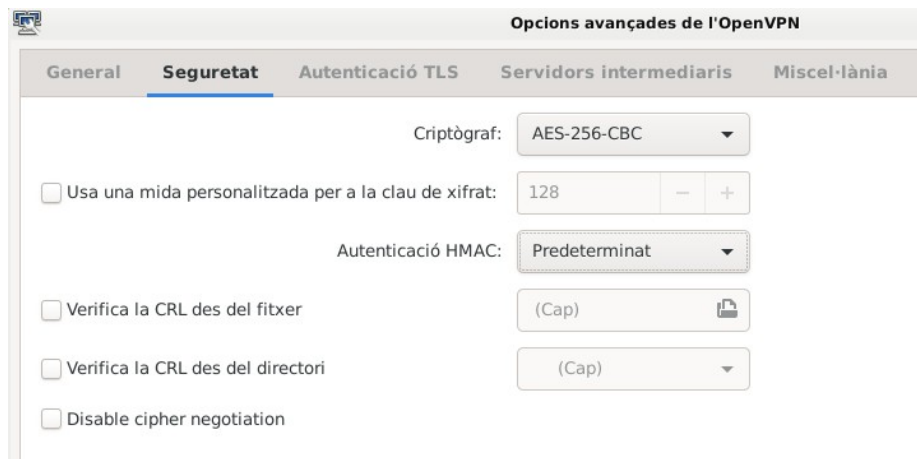 Opcions avançades de l'OpenVPN
General Seguretat Autenticació TLS Servidors intermediaris Miscel·lània
Criptògraf: AES-256-CBC
Usa una mida personalitzada per a la clau de xifrat: 128 − +
Autenticació HMAC: Predeterminat
Verifica la CRL des del fitxer (Cap)
Verifica la CRL des del directori (Cap)
Disable cipher negotiation